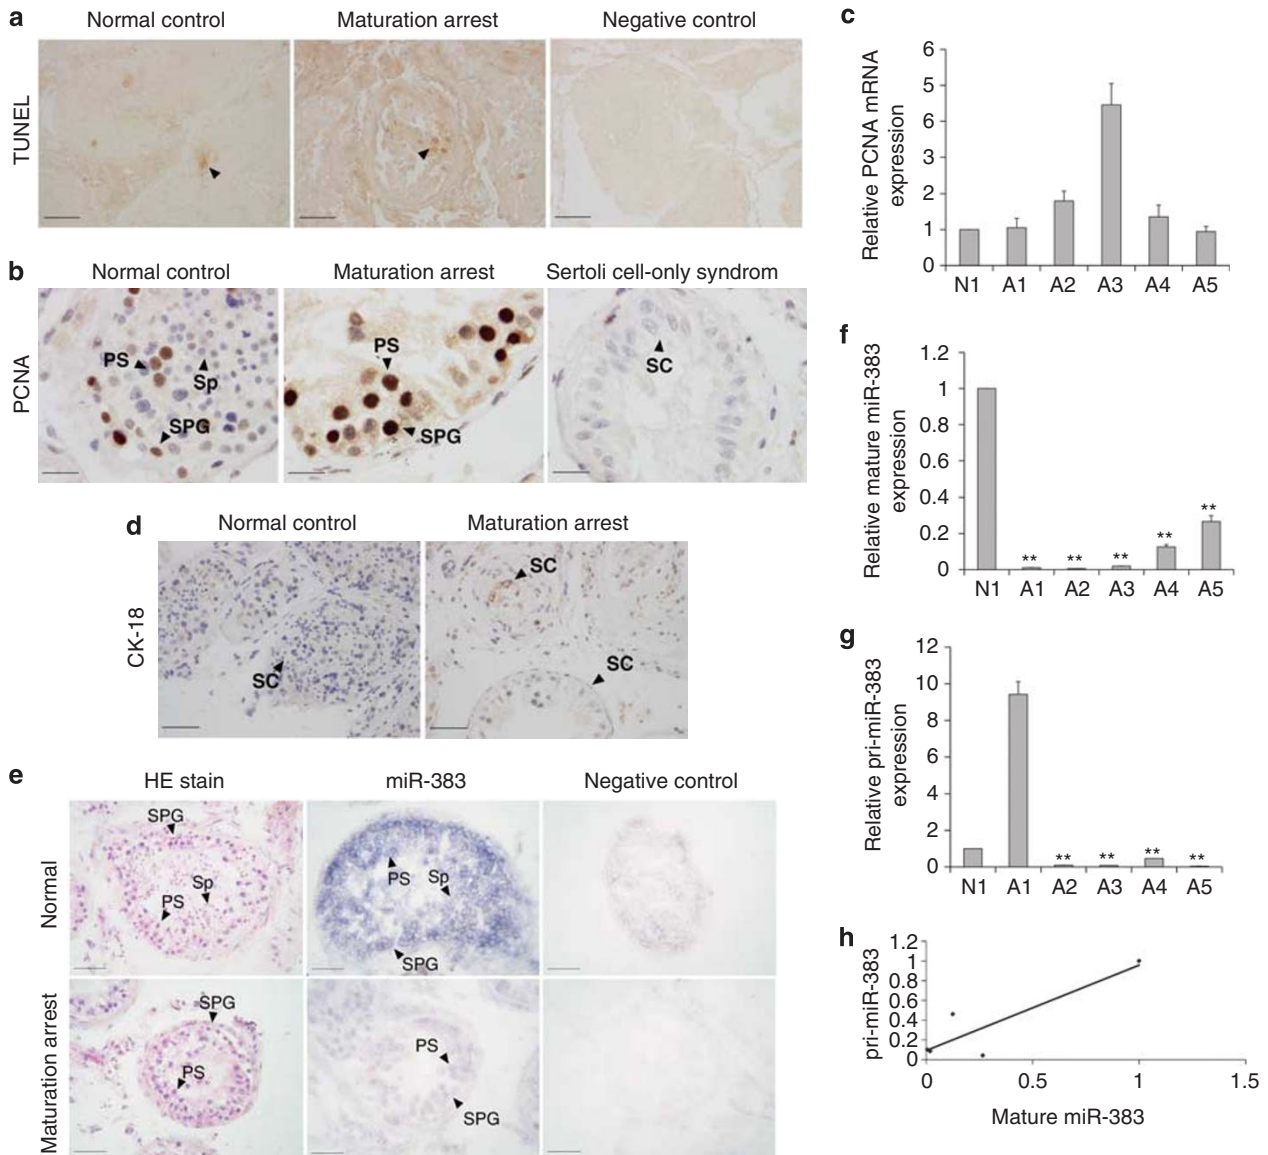 a
Normal control
Maturation arrest
Negative control
TUNEL
b
Normal control
Maturation arrest
Sertoli cell-only syndrom
PCNA
PS
Sp
SPG
PS
SPG
SC
d
Normal control
Maturation arrest
CK-18
SC
SC
SC
e
HE stain
miR-383
Negative control
Normal
SPG
Sp
PS
PS
Sp
SPG
Maturation arrest
SPG
PS
PS
SPG
c
Relative PCNA mRNA
expression
6
5
6
3
2
1
0
N1 A1 A2 A3 A4 A5
f
Relative mature miR-383
expression
1.2
1
0.8
0.6
0.4
0.2
0
** ** ** ** **
N1 A1 A2 A3 A4 A5
g
Relative pri-miR-383
expression
12
10
8
6
4
2
0
** ** ** **
N1 A1 A2 A3 A4 A5
h
pri-miR-383
1.2
1
0.8
0.6
0.4
0.2
0
0 0.5 1 1.5
Mature miR-383